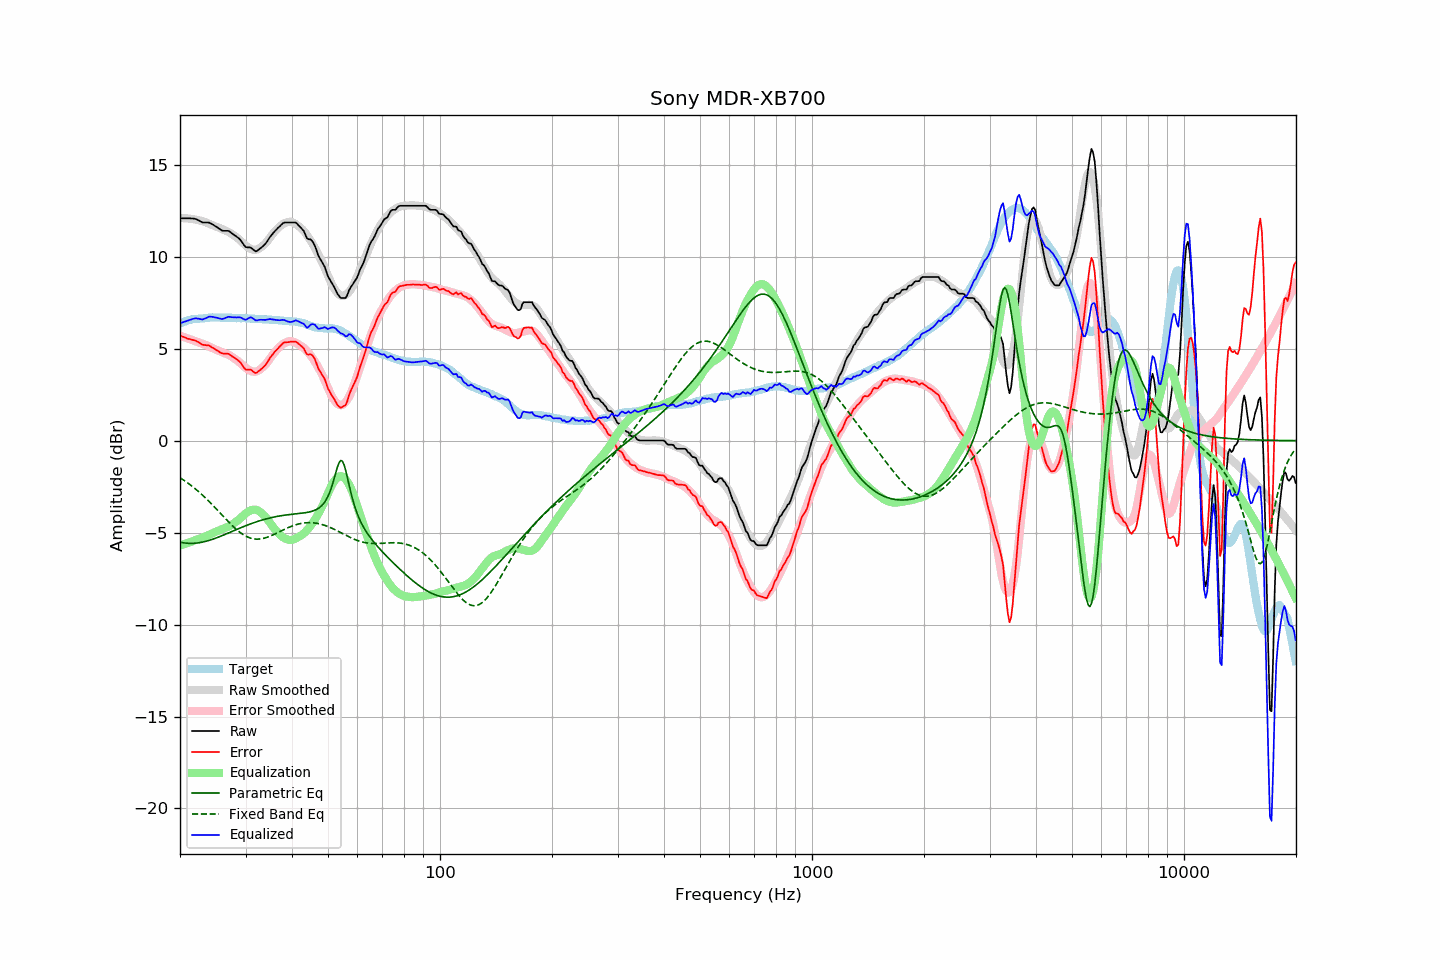 Sony MDR-XB700
15
10
5
0
−5
−10
−15
−20
Amplitude (dBr)
Target
Raw Smoothed
Error Smoothed
Raw
Error
Equalization
Parametric Eq
Fixed Band Eq
Equalized
100
1000
10000
Frequency (Hz)